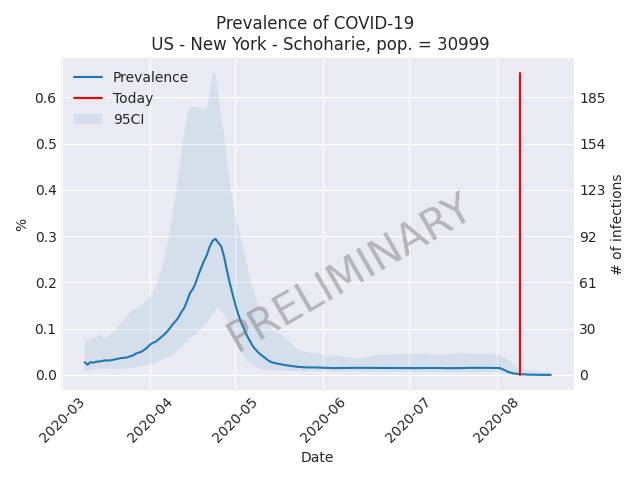 Prevalence of COVID-19
US - New York - Schoharie, pop. = 30999
Prevalence
Today
95CI
0.6
0.5
0.4
0.3
0.2
0.1
0.0
%
185
154
123
92
61
30
0
# of infections
PRELIMINARY
2020-03
2020-04
2020-05
2020-06
2020-07
2020-08
Date